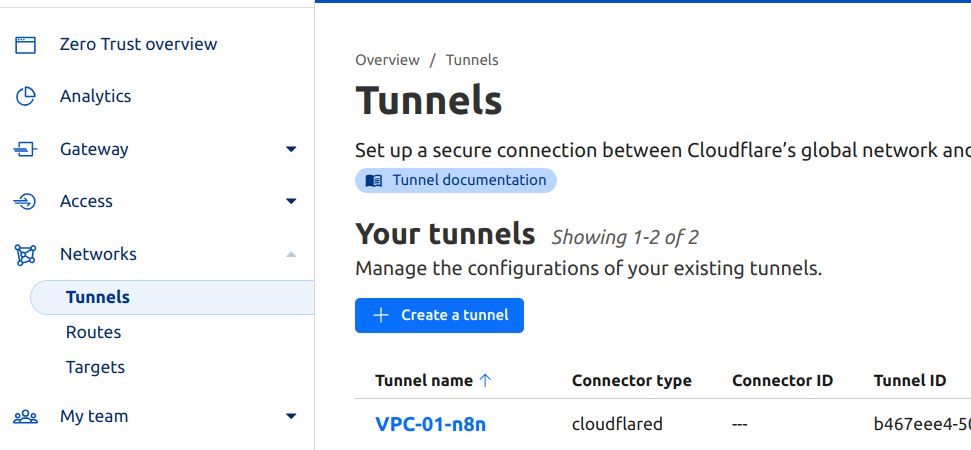 Zero Trust overview
Analytics
Gateway
Access
Networks
Tunnels
Routes
Targets
My team
Overview / Tunnels
Tunnels
Set up a secure connection between Cloudflare’s global network and
Tunnel documentation
Your tunnels Showing 1-2 of 2
Manage the configurations of your existing tunnels.
+ Create a tunnel
Tunnel name ↑ Connector type Connector ID Tunnel ID
VPC-01-n8n cloudflared --- b467eee4-50